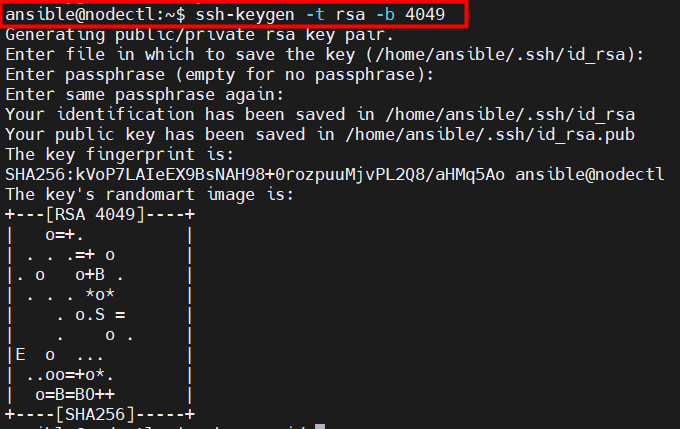 ansible@nodectl:~$ ssh-keygen -t rsa -b 4049
Generating public/private rsa key pair.
Enter file in which to save the key (/home/ansible/.ssh/id_rsa):
Enter passphrase (empty for no passphrase):
Enter same passphrase again:
Your identification has been saved in /home/ansible/.ssh/id_rsa
Your public key has been saved in /home/ansible/.ssh/id_rsa.pub
The key fingerprint is:
SHA256:kVoP7LAIeEX9BsNAH98+0rozpuuMjvPL2Q8/aHMq5Ao ansible@nodectl
The key's randomart image is:
+---[RSA 4049]----+
|   o=+.          |
| . . .=+ o       |
|. o   o+B .      |
| . . . *o*       |
|    . o.S =      |
|    .    o .     |
|E  o  ...        |
| ..oo=+o*.       |
|  o=B=BO++       |
+----[SHA256]-----+